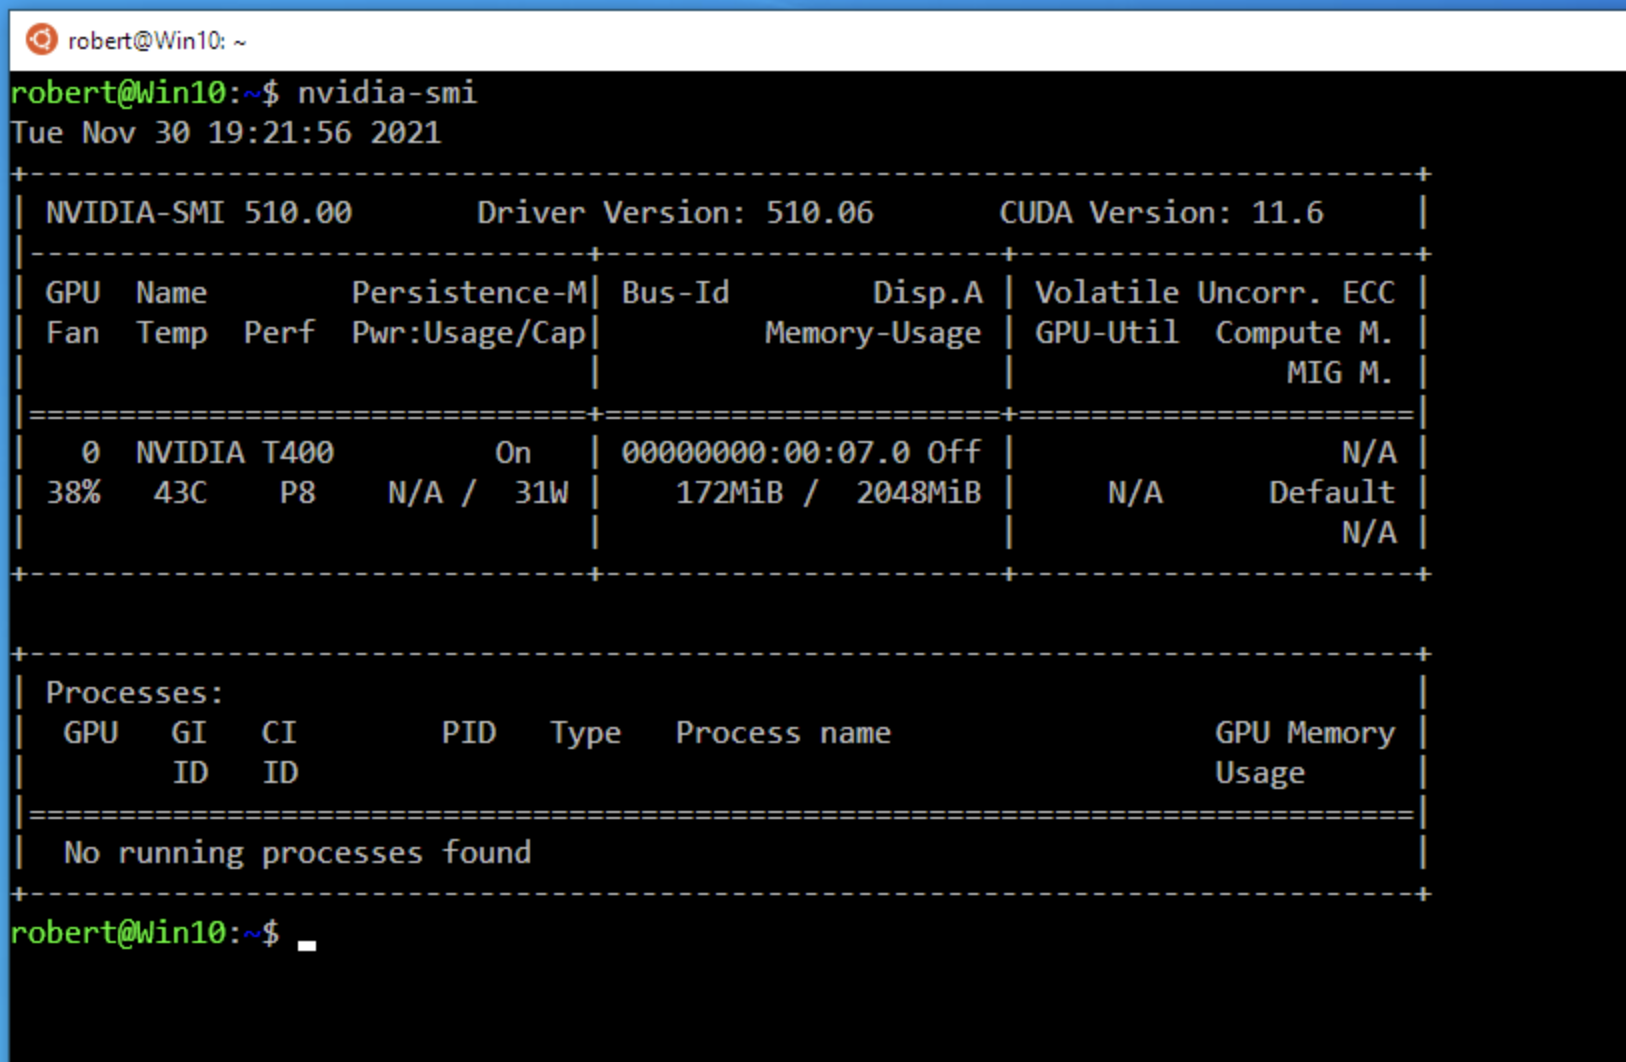 robert@Win10: ~
robert@Win10:~$ nvidia-smi
Tue Nov 30 19:21:56 2021
+-----------------------------------------------------------------------------+
| NVIDIA-SMI 510.00       Driver Version: 510.06       CUDA Version: 11.6     |
|-------------------------------+----------------------+----------------------+
| GPU  Name        Persistence-M| Bus-Id        Disp.A | Volatile Uncorr. ECC |
| Fan  Temp  Perf  Pwr:Usage/Cap|         Memory-Usage | GPU-Util  Compute M. |
|                               |                      |               MIG M. |
|===============================+======================+======================|
|   0  NVIDIA T400         On   | 00000000:00:07.0 Off |                  N/A |
| 38%   43C    P8    N/A /  31W |    172MiB /  2048MiB |     N/A      Default |
|                               |                      |                  N/A |
+-------------------------------+----------------------+----------------------+
+-----------------------------------------------------------------------------+
| Processes:                                                                  |
|  GPU   GI   CI        PID   Type   Process name                  GPU Memory |
|        ID   ID                                                   Usage      |
|=============================================================================|
|  No running processes found                                                 |
+-----------------------------------------------------------------------------+
robert@Win10:~$